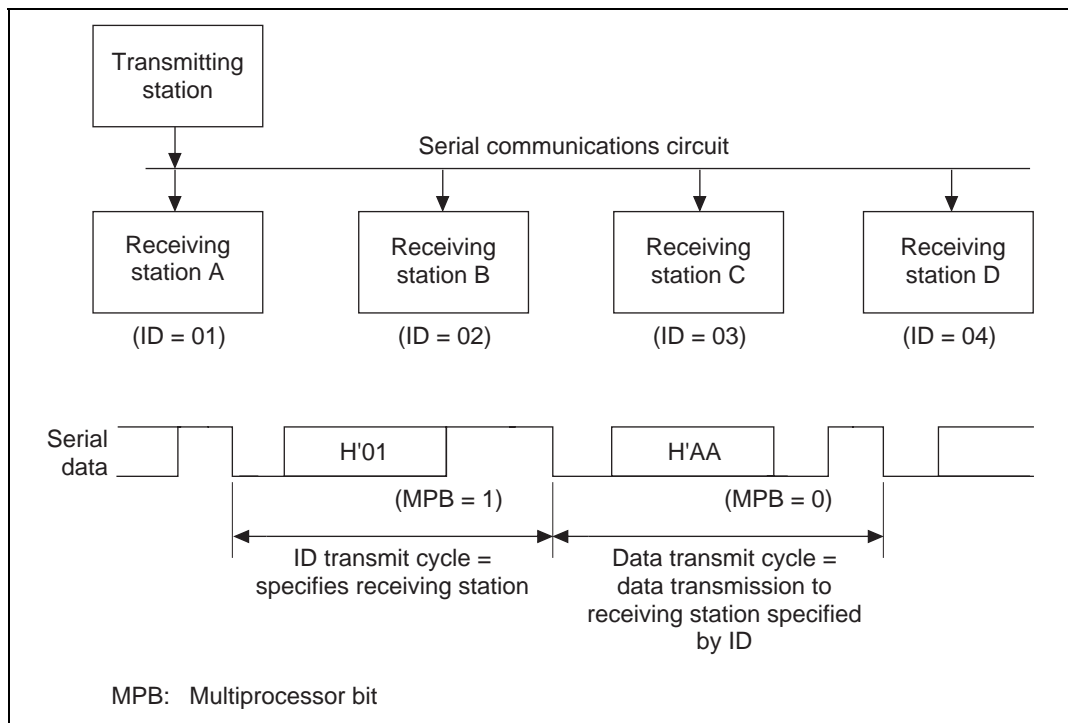 Transmitting
station
Serial communications circuit
Receiving
station A
Receiving
station B
Receiving
station C
Receiving
station D
(ID = 01)
(ID = 02)
(ID = 03)
(ID = 04)
Serial
data
H'01
H'AA
(MPB = 1)
(MPB = 0)
ID transmit cycle =
specifies receiving station
Data transmit cycle =
data transmission to
receiving station specified
by ID
MPB: Multiprocessor bit